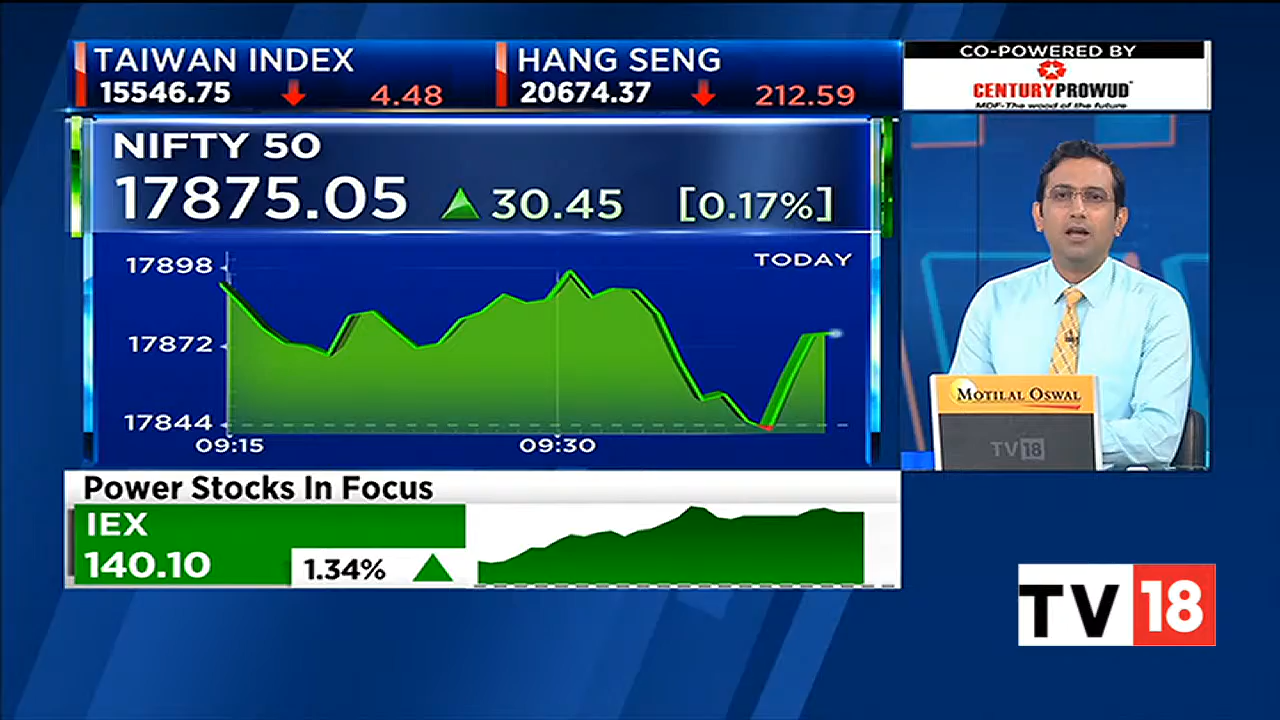 TAIWAN INDEX
15546.75 4.48
HANG SENG
20674.37 212.59
CO-POWERED BY
CENTURYPROWUD
MDF-The wood of the future
NIFTY 50
17875.05 30.45 [0.17%]
TODAY
17898
17872
17844
09:15 09:30
MOTILAL OSWAL
TV18
Power Stocks In Focus
IEX
140.10 1.34%
TV18